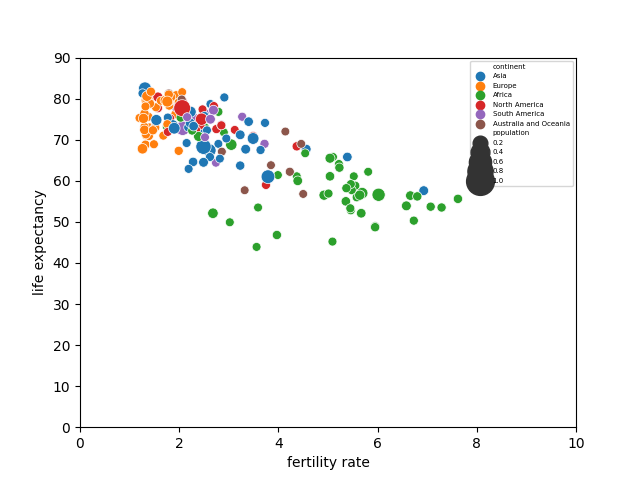 90
80
70
60
50
40
30
20
10
0
life expectancy
0 2 4 6 8 10
fertility rate
continent
Asia
Europe
Africa
North America
South America
Australia and Oceania
population
0.2
0.4
0.6
0.8
1.0